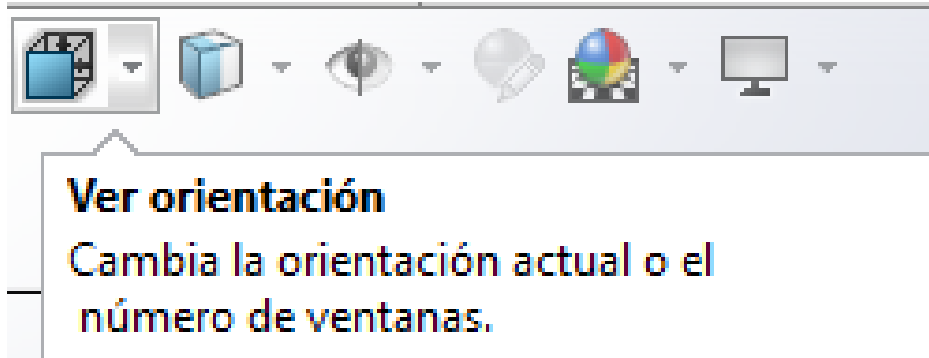 Ver orientación
Cambia la orientación actual o el
número de ventanas.